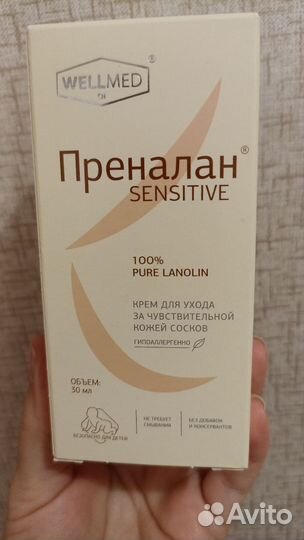 WELLMED
®
Преналан®
SENSITIVE
100%
PURE LANOLIN
КРЕМ ДЛЯ УХОДА
ЗА ЧУВСТВИТЕЛЬНОЙ
КОЖЕЙ СОСКОВ
ГИПОАЛЛЕРГЕННО
ОБЪЕМ:
30 мл
БЕЗОПАСНО ДЛЯ ДЕТЕЙ
НЕ ТРЕБУЕТ
СМЫВАНИЯ
БЕЗ ДОБАВОК
И КОНСЕРВАНТОВ
Avito